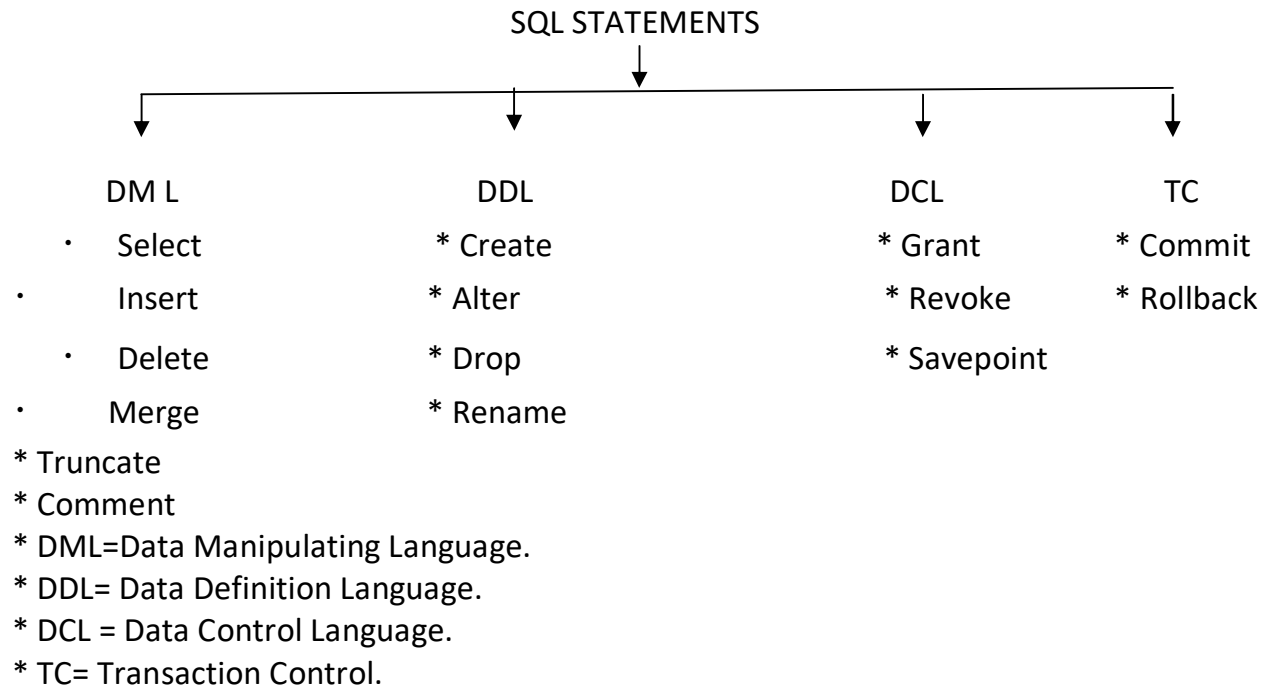 SQL STATEMENTS
DM L DDL DCL TC
· Select * Create * Grant * Commit
· Insert * Alter * Revoke * Rollback
· Delete * Drop * Savepoint
· Merge * Rename
* Truncate
* Comment
* DML=Data Manipulating Language.
* DDL= Data Definition Language.
* DCL = Data Control Language.
* TC= Transaction Control.